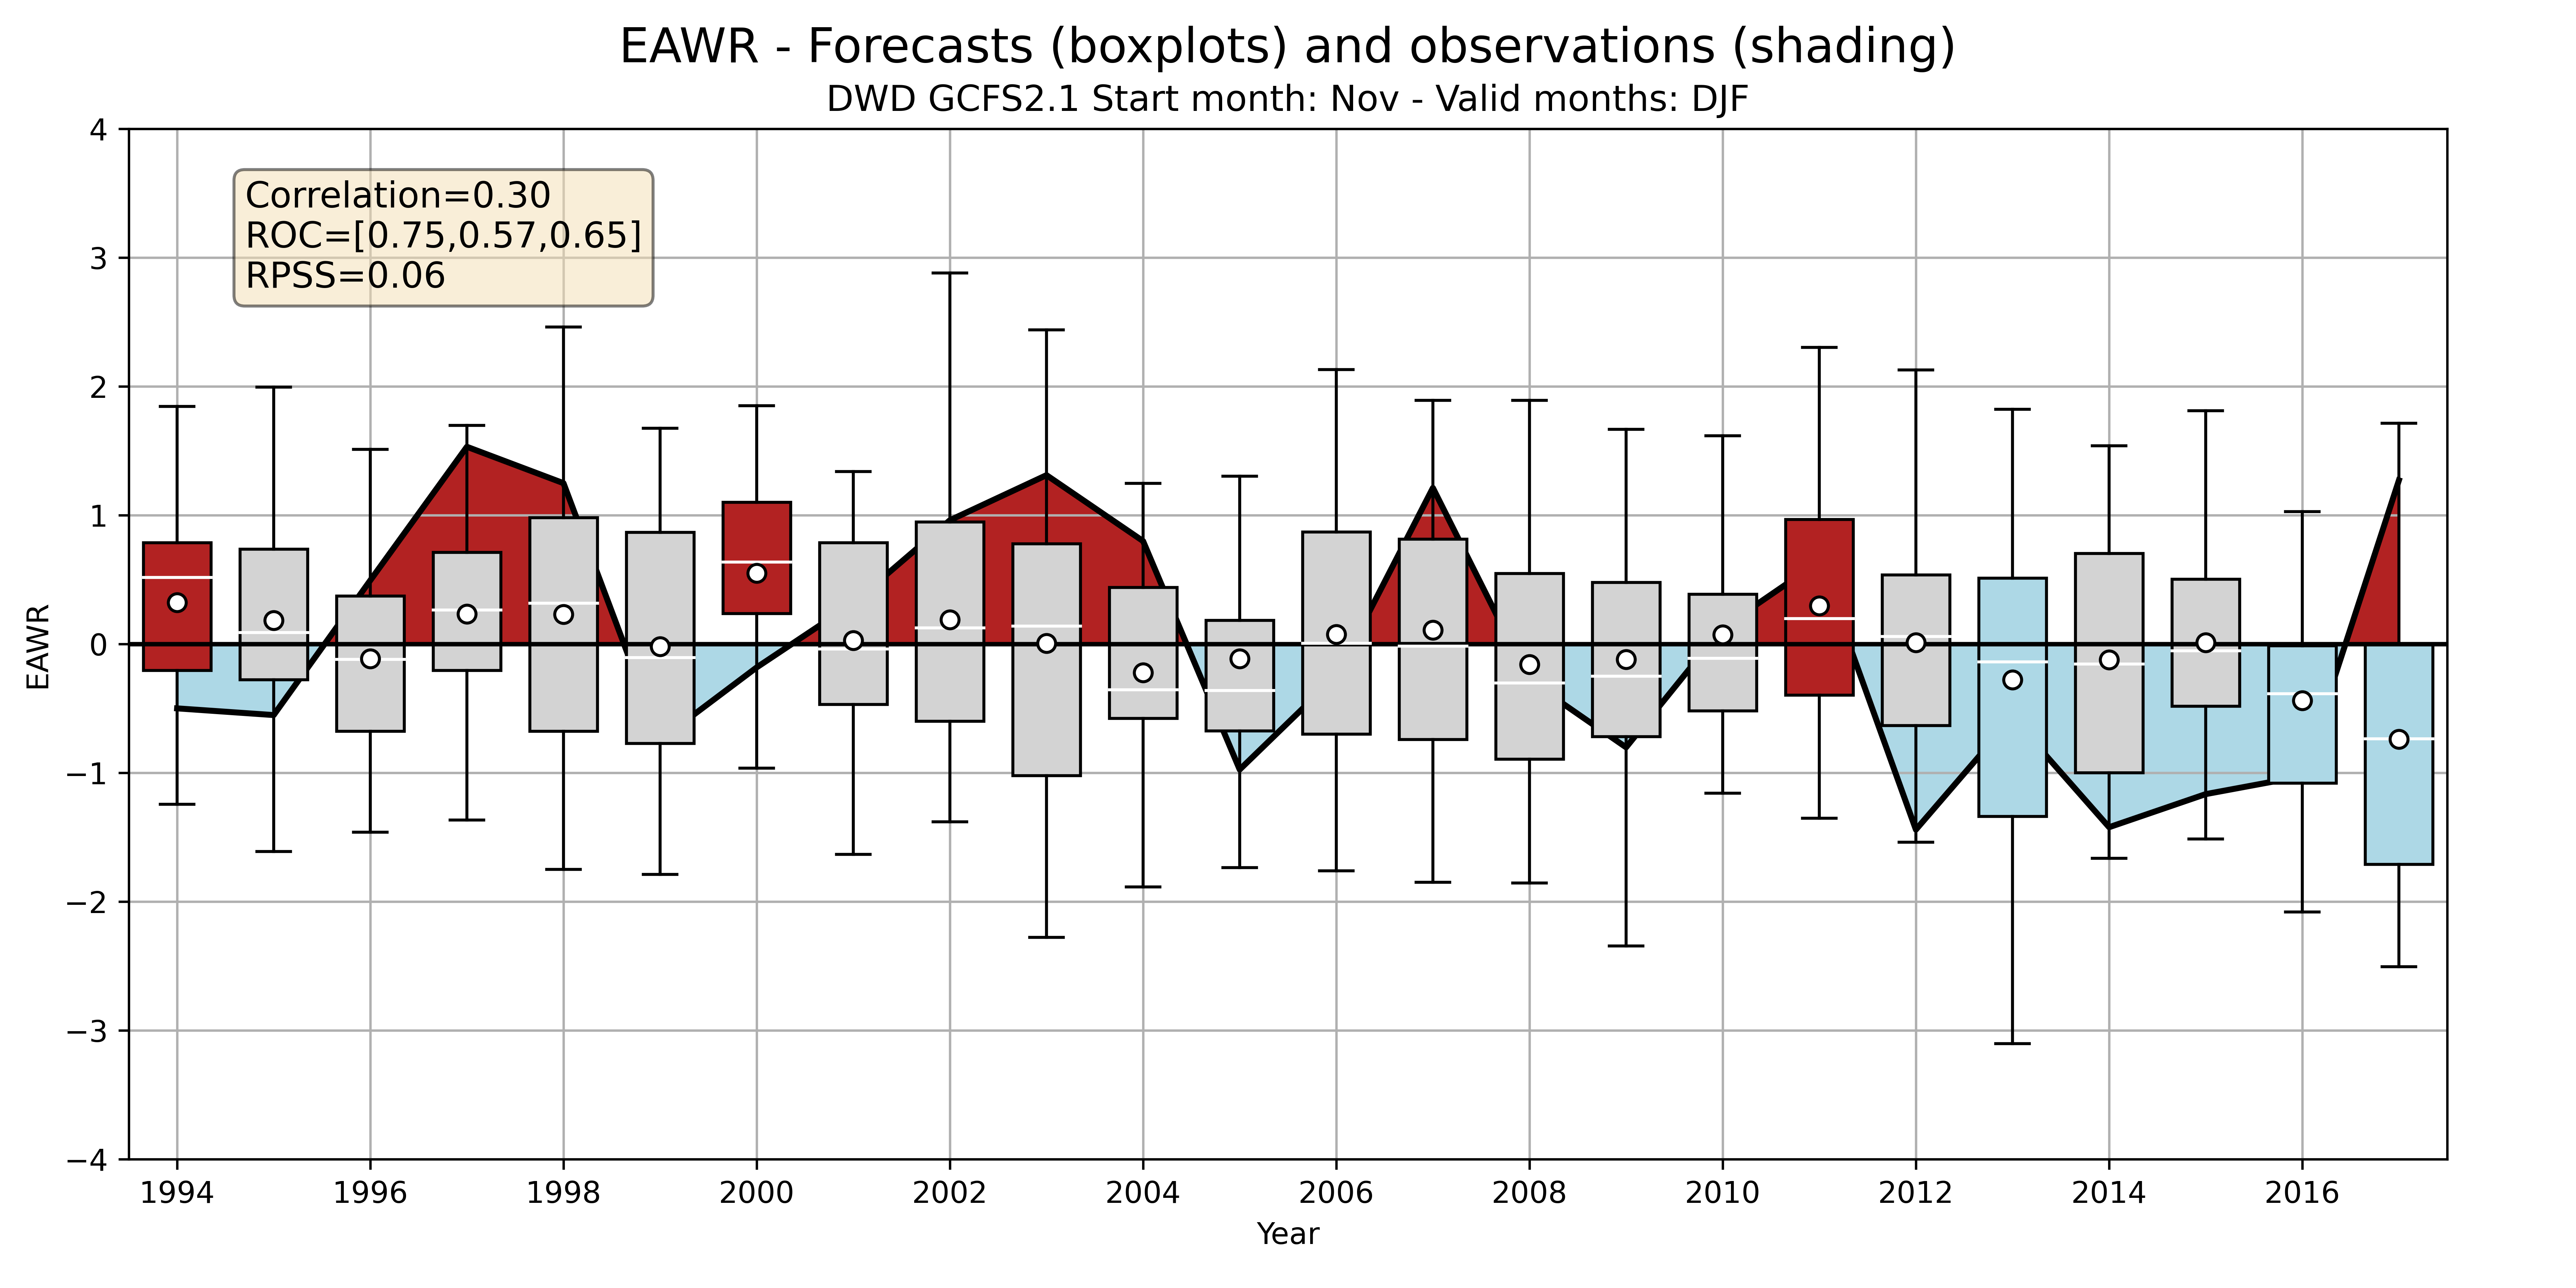 EAWR - Forecasts (boxplots) and observations (shading)
DWD GCFS2.1 Start month: Nov - Valid months: DJF
Correlation=0.30
ROC=[0.75,0.57,0.65]
RPSS=0.06
EAWR
4
3
2
1
0
−1
−2
−3
−4
1994 1996 1998 2000 2002 2004 2006 2008 2010 2012 2014 2016
Year